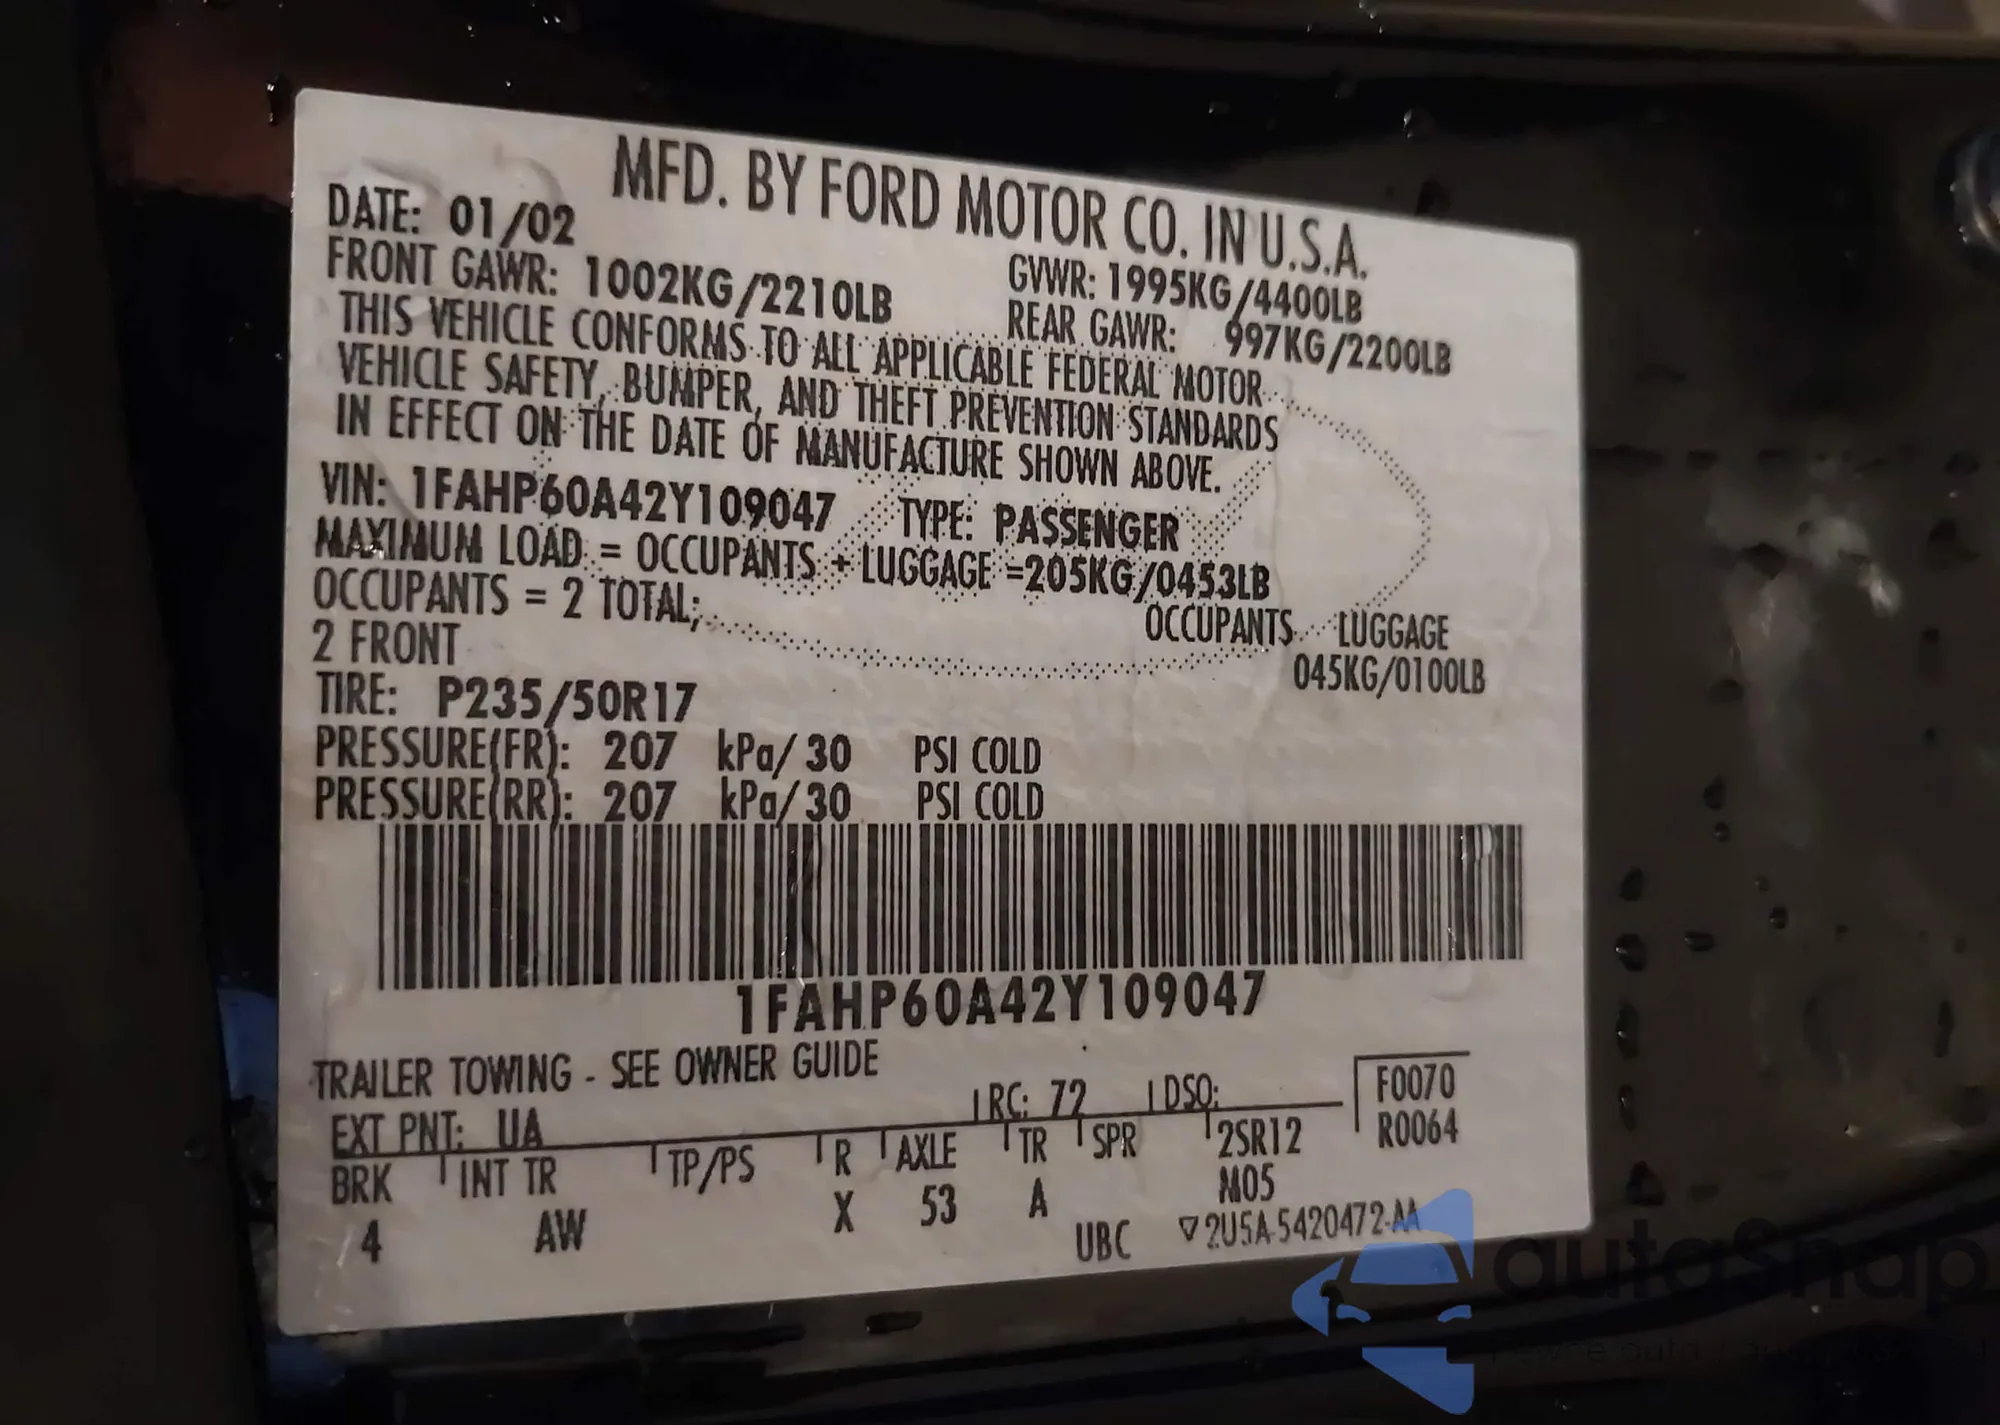 MFD. BY FORD MOTOR CO. IN U.S.A.
DATE: 01/02 GVWR: 1995KG/4400LB
FRONT GAWR: 1002KG/2210LB REAR GAWR: 997KG/2200LB
THIS VEHICLE CONFORMS TO ALL APPLICABLE FEDERAL MOTOR
VEHICLE SAFETY, BUMPER, AND THEFT PREVENTION STANDARDS
IN EFFECT ON THE DATE OF MANUFACTURE SHOWN ABOVE.
VIN: 1FAHP60A42Y109047 TYPE: PASSENGER
MAXIMUM LOAD = OCCUPANTS + LUGGAGE =205KG/0453LB
OCCUPANTS = 2 TOTAL; OCCUPANTS LUGGAGE
2 FRONT 045KG/0100LB
TIRE: P235/50R17
PRESSURE(FR): 207 kPa/ 30 PSI COLD
PRESSURE(RR): 207 kPa/ 30 PSI COLD
1FAHP60A42Y109047
TRAILER TOWING - SEE OWNER GUIDE
EXT PNT: UA RC: 72 DSO: F0070
BRK INT TR TP/PS R AXLE TR SPR 2SR12 R0064
4 AW X 53 A M05
UBC 2U5A-5420472-AA
autoSnap